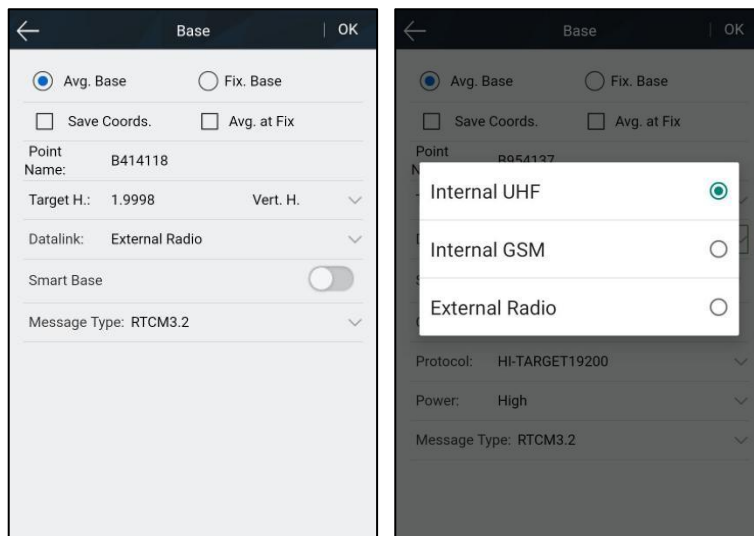 Base
OK
Avg. Base
Fix. Base
Save Coords.
Avg. at Fix
Point
Name:
B414118
Target H.: 1.9998 Vert. H.
Datalink: External Radio
Smart Base
Message Type: RTCM3.2
Base
OK
Avg. Base
Fix. Base
Save Coords.
Avg. at Fix
Point
B954137
Internal UHF
Internal GSM
External Radio
Protocol: HI-TARGET19200
Power: High
Message Type: RTCM3.2